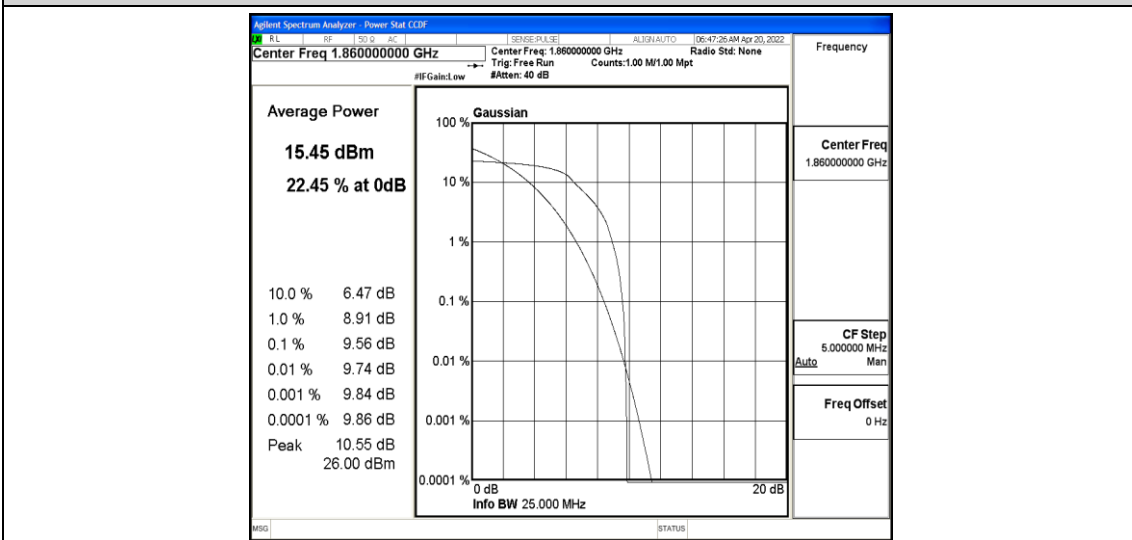 Agilent Spectrum Analyzer - Power Stat CCDF
RL RF 50 Ω AC SENSE:PULSE ALIGN AUTO 06:47:26 AM Apr 20, 2022
Center Freq 1.860000000 GHz
Center Freq: 1.860000000 GHz Radio Std: None
Trig: Free Run Counts:1.00 M/1.00 Mpt
#IFGain:Low #Atten: 40 dB
Frequency
Average Power
15.45 dBm
22.45 % at 0dB
10.0 % 6.47 dB
1.0 % 8.91 dB
0.1 % 9.56 dB
0.01 % 9.74 dB
0.001 % 9.84 dB
0.0001 % 9.86 dB
Peak 10.55 dB
26.00 dBm
Gaussian
100 %
10 %
1 %
0.1 %
0.01 %
0.001 %
0.0001 %
0 dB 20 dB
Info BW 25.000 MHz
Center Freq
1.860000000 GHz
CF Step
5.000000 MHz
Auto Man
Freq Offset
0 Hz
MSG STATUS